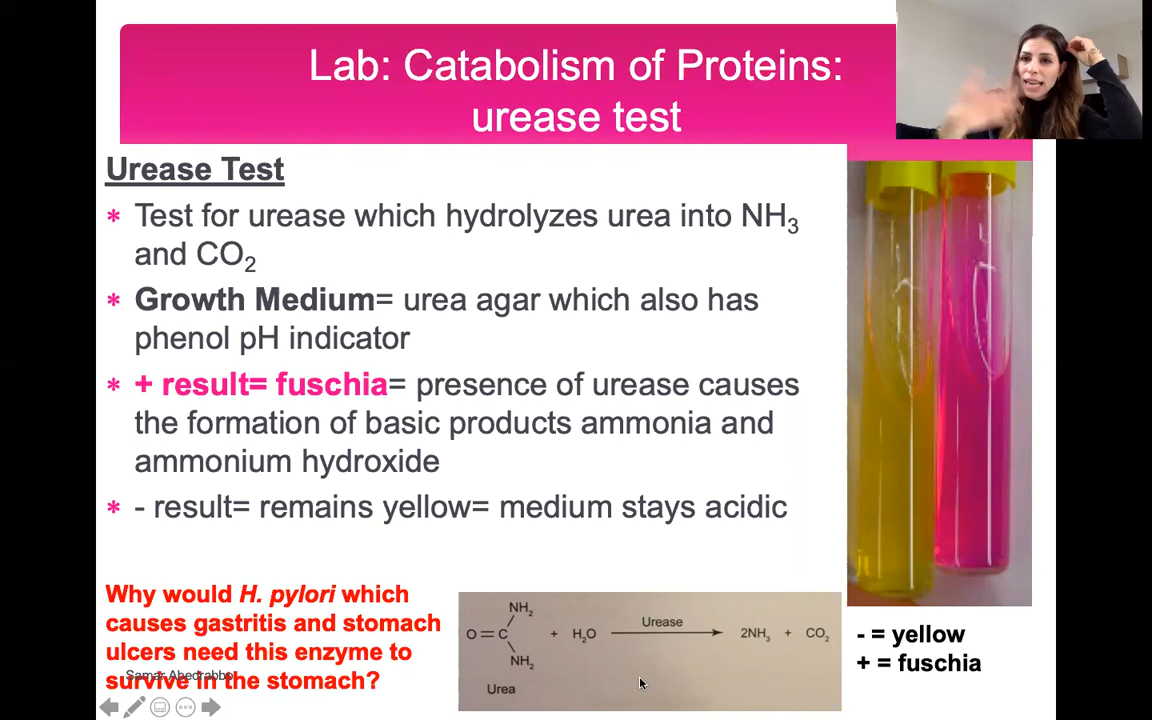 Lab: Catabolism of Proteins:
urease test
Urease Test
* Test for urease which hydrolyzes urea into NH₃
and CO₂
* Growth Medium= urea agar which also has
phenol pH indicator
* + result= fuschia= presence of urease causes
the formation of basic products ammonia and
ammonium hydroxide
* - result= remains yellow= medium stays acidic
Why would H. pylori which
causes gastritis and stomach
ulcers need this enzyme to
survive in the stomach?
Samar Abedrabbo
NH₂
O=C + H₂O Urease 2NH₃ + CO₂
NH₂
Urea
- = yellow
+ = fuschia